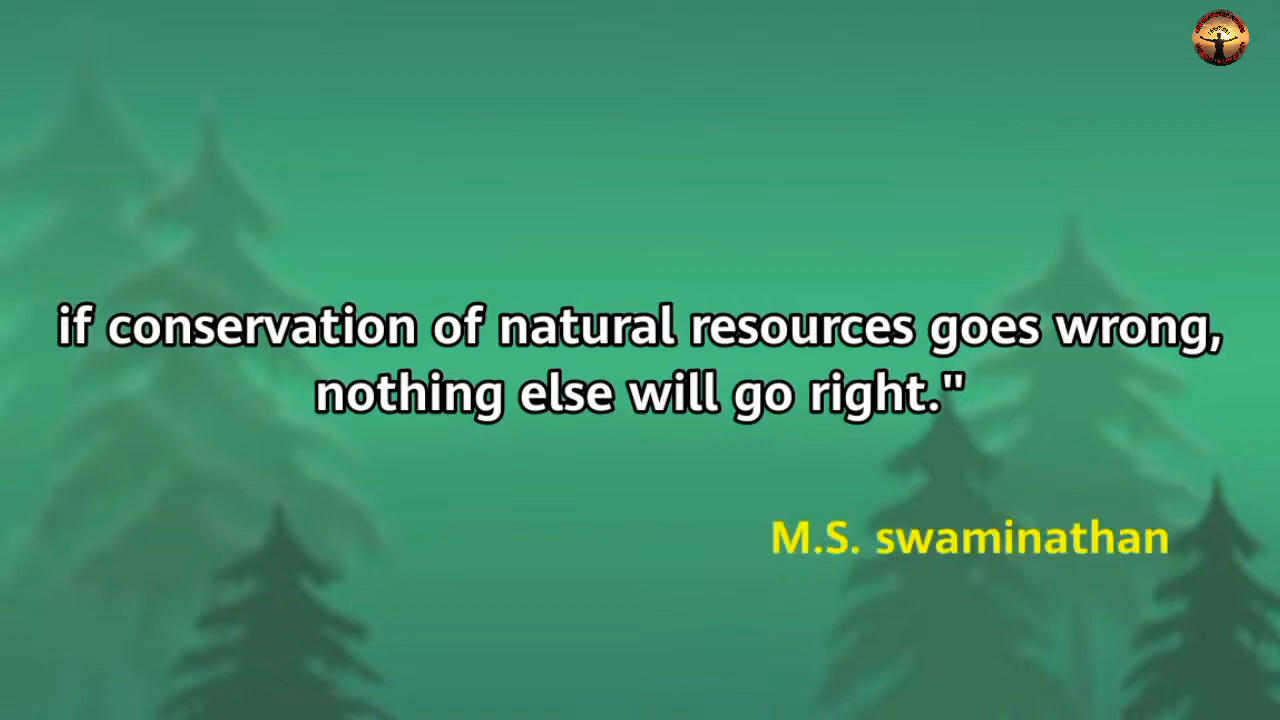 if conservation of natural resources goes wrong,
nothing else will go right."
M.S. swaminathan